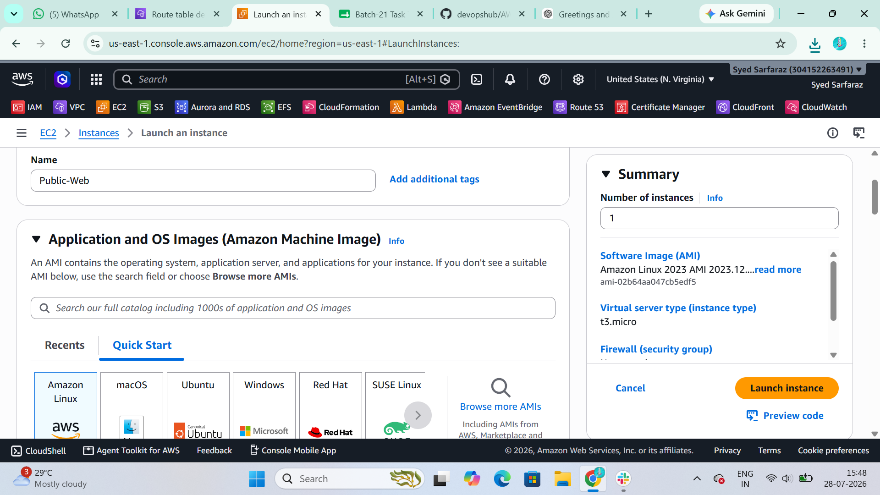 (5) WhatsApp
Route table de
Launch an inst
Batch-21 Task
devopshub/AW
Greetings and
Ask Gemini
us-east-1.console.aws.amazon.com/ec2/home?region=us-east-1#LaunchInstances:
aws
Search
[Alt+S]
United States (N. Virginia)
Syed Sarfaraz (304152263491)
Syed Sarfaraz
IAM
VPC
EC2
S3
Aurora and RDS
EFS
CloudFormation
Lambda
Amazon EventBridge
Route 53
Certificate Manager
CloudFront
CloudWatch
EC2
Instances
Launch an instance
Name
Public-Web
Add additional tags
Application and OS Images (Amazon Machine Image)
Info
An AMI contains the operating system, application server, and applications for your instance. If you don't see a suitable
AMI below, use the search field or choose Browse more AMIs.
Search our full catalog including 1000s of application and OS images
Recents
Quick Start
Amazon
Linux
aws
macOS
Ubuntu
Ubuntu
Windows
Microsoft
Red Hat
Red Hat
SUSE Linux
Browse more AMIs
Including AMIs from
AWS, Marketplace and
Summary
Number of instances
Info
1
Software Image (AMI)
Amazon Linux 2023 AMI 2023.12....read more
ami-02b64aa047cb5edf5
Virtual server type (instance type)
t3.micro
Firewall (security group)
Cancel
Launch instance
Preview code
CloudShell
Agent Toolkit for AWS
Feedback
Console Mobile App
© 2026, Amazon Web Services, Inc. or its affiliates.
Privacy
Terms
Cookie preferences
3
29°C
Mostly cloudy
Search
ENG
IN
15:48
28-07-2026